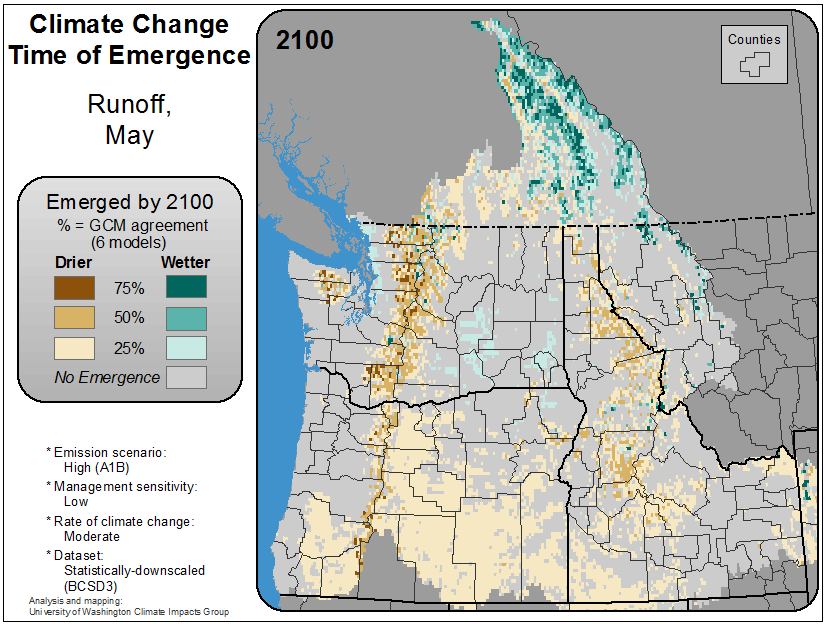 Climate Change
Time of Emergence
Runoff,
May
Emerged by 2100
% = GCM agreement
(6 models)
Drier Wetter
75%
50%
25%
No Emergence
* Emission scenario:
High (A1B)
* Management sensitivity:
Low
* Rate of climate change:
Moderate
* Dataset:
Statistically-downscaled
(BCSD3)
Analysis and mapping:
University of Washington Climate Impacts Group
2100
Counties